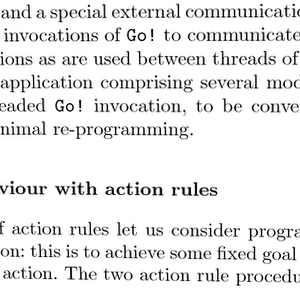 and a special external communicatio
invocations of Go! to communicate
ions as are used between threads of
application comprising several mod
eaded Go! invocation, to be conve
nimal re-programming.
viour with action rules
f action rules let us consider progra
on: this is to achieve some fixed goal
action. The two action rule procedu